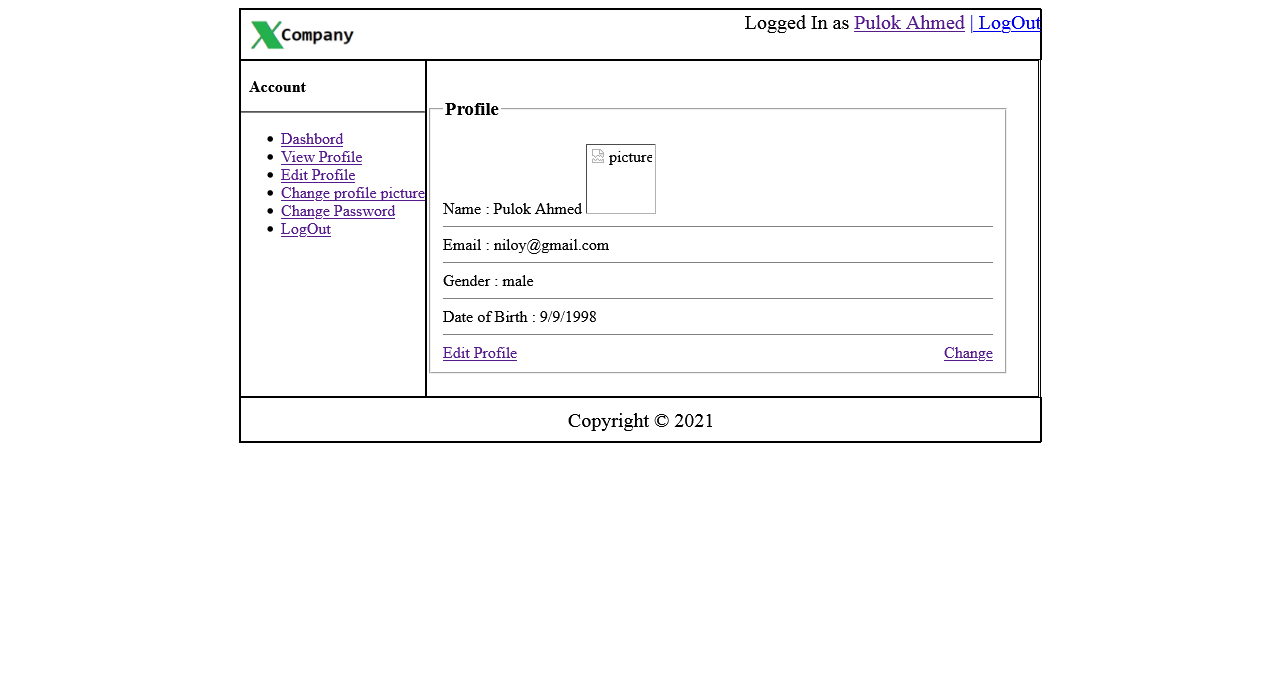 XCompany
Logged In as Pulok Ahmed | LogOut
Account
Dashbord
View Profile
Edit Profile
Change profile picture
Change Password
LogOut
Profile
picture
Name : Pulok Ahmed
Email : niloy@gmail.com
Gender : male
Date of Birth : 9/9/1998
Edit Profile Change
Copyright © 2021